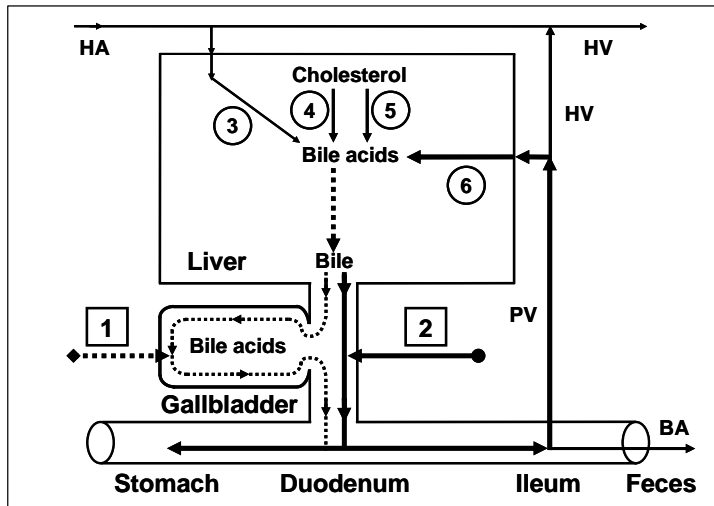 HA
HV
Cholesterol
3
4
5
HV
Bile acids
6
Liver
Bile
1
Bile acids
2
PV
Gallbladder
BA
Stomach
Duodenum
Ileum
Feces